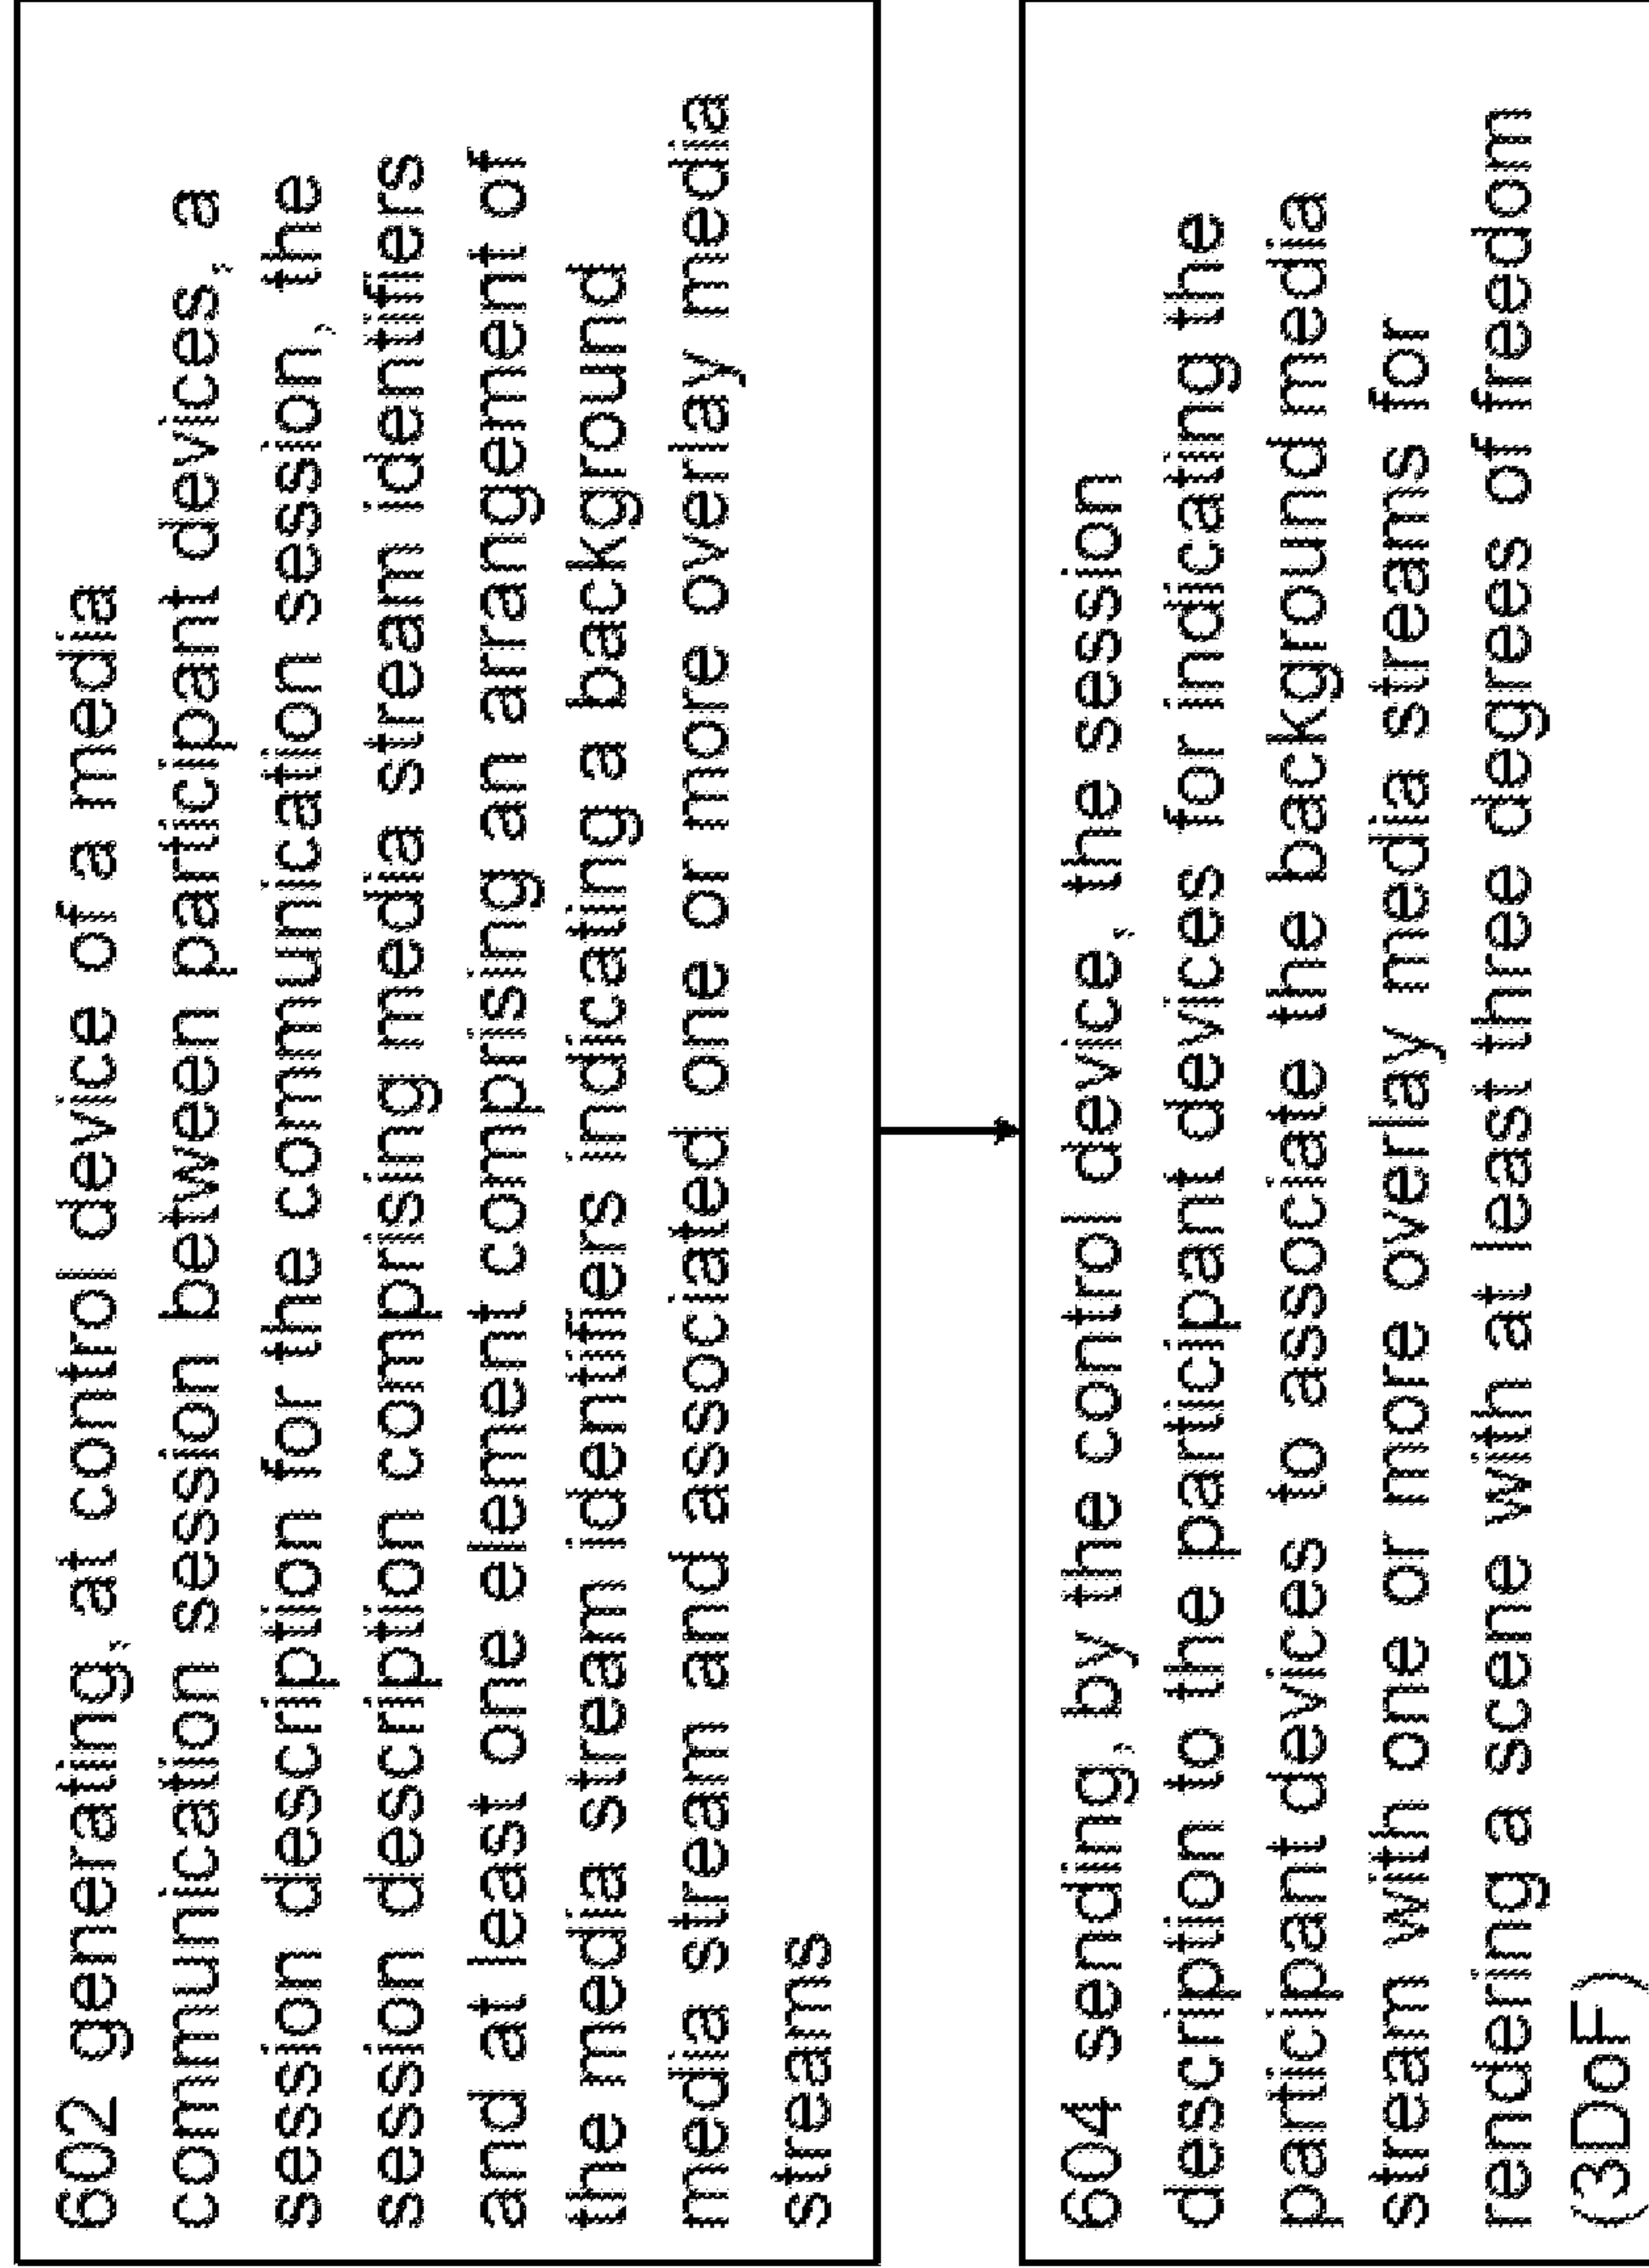 602 generating, at control device of a media
communication session between participant devices, a
session description for the communication session, the
session description comprising media stream identifiers
and at least one element comprising an arrangement of
the media stream identifiers indicating a background
media stream and associated one or more overlay media
streams
604 sending, by the control device, the session
description to the participant devices for indicating the
participant devices to associate the background media
stream with one or more overlay media streams for
rendering a scene with at least three degrees of freedom
(3DoF)